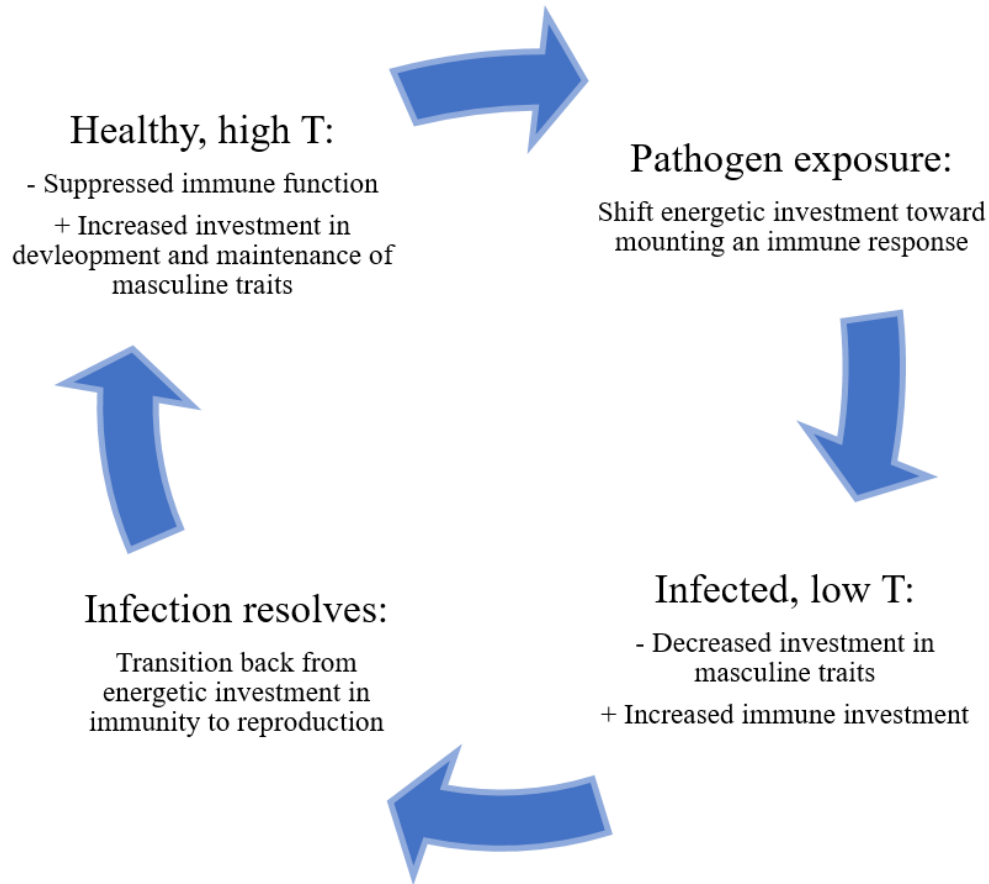 Healthy, high T:
- Suppressed immune function
+ Increased investment in
devleopment and maintenance of
masculine traits
Pathogen exposure:
Shift energetic investment toward
mounting an immune response
Infected, low T:
- Decreased investment in
masculine traits
+ Increased immune investment
Infection resolves:
Transition back from
energetic investment in
immunity to reproduction